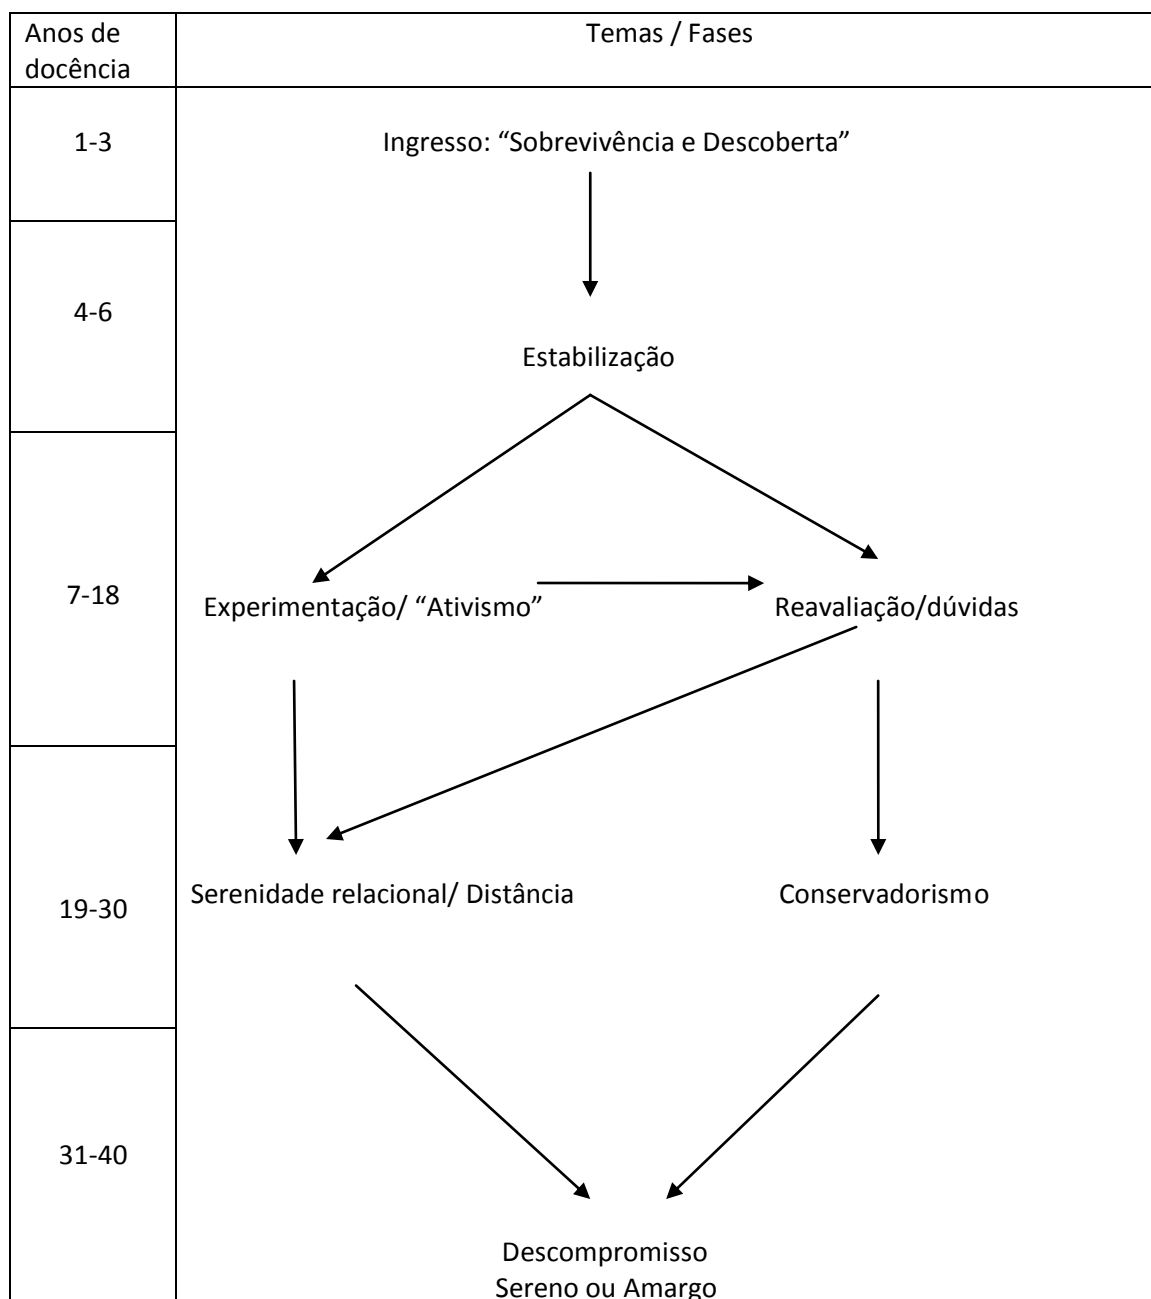 Anos de
docência
Temas / Fases
1-3
Ingresso: “Sobrevivência e Descoberta”
4-6
Estabilização
7-18
Experimentação/ “Ativismo”
Reavaliação/dúvidas
19-30
Serenidade relacional/ Distância
Conservadorismo
31-40
Descompromisso
Sereno ou Amargo